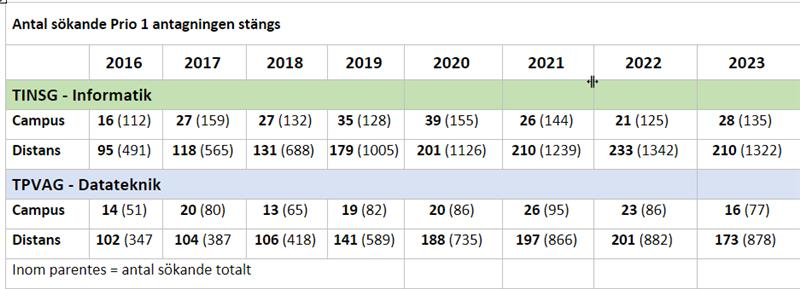 Antal sökande Prio 1 antagningen stängs
2016 2017 2018 2019 2020 2021 2022 2023
TINSG - Informatik
Campus 16 (112) 27 (159) 27 (132) 35 (128) 39 (155) 26 (144) 21 (125) 28 (135)
Distans 95 (491) 118 (565) 131 (688) 179 (1005) 201 (1126) 210 (1239) 233 (1342) 210 (1322)
TPVAG - Datateknik
Campus 14 (51) 20 (80) 13 (65) 19 (82) 20 (86) 26 (95) 23 (86) 16 (77)
Distans 102 (347 104 (387 106 (418) 141 (589) 188 (735) 197 (866) 201 (882) 173 (878)
Inom parentes = antal sökande totalt